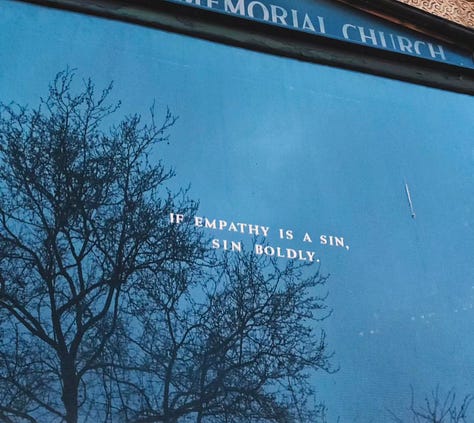 MEMORIAL CHURCH
IF EMPATHY IS A SIN,
SIN BOLDLY.